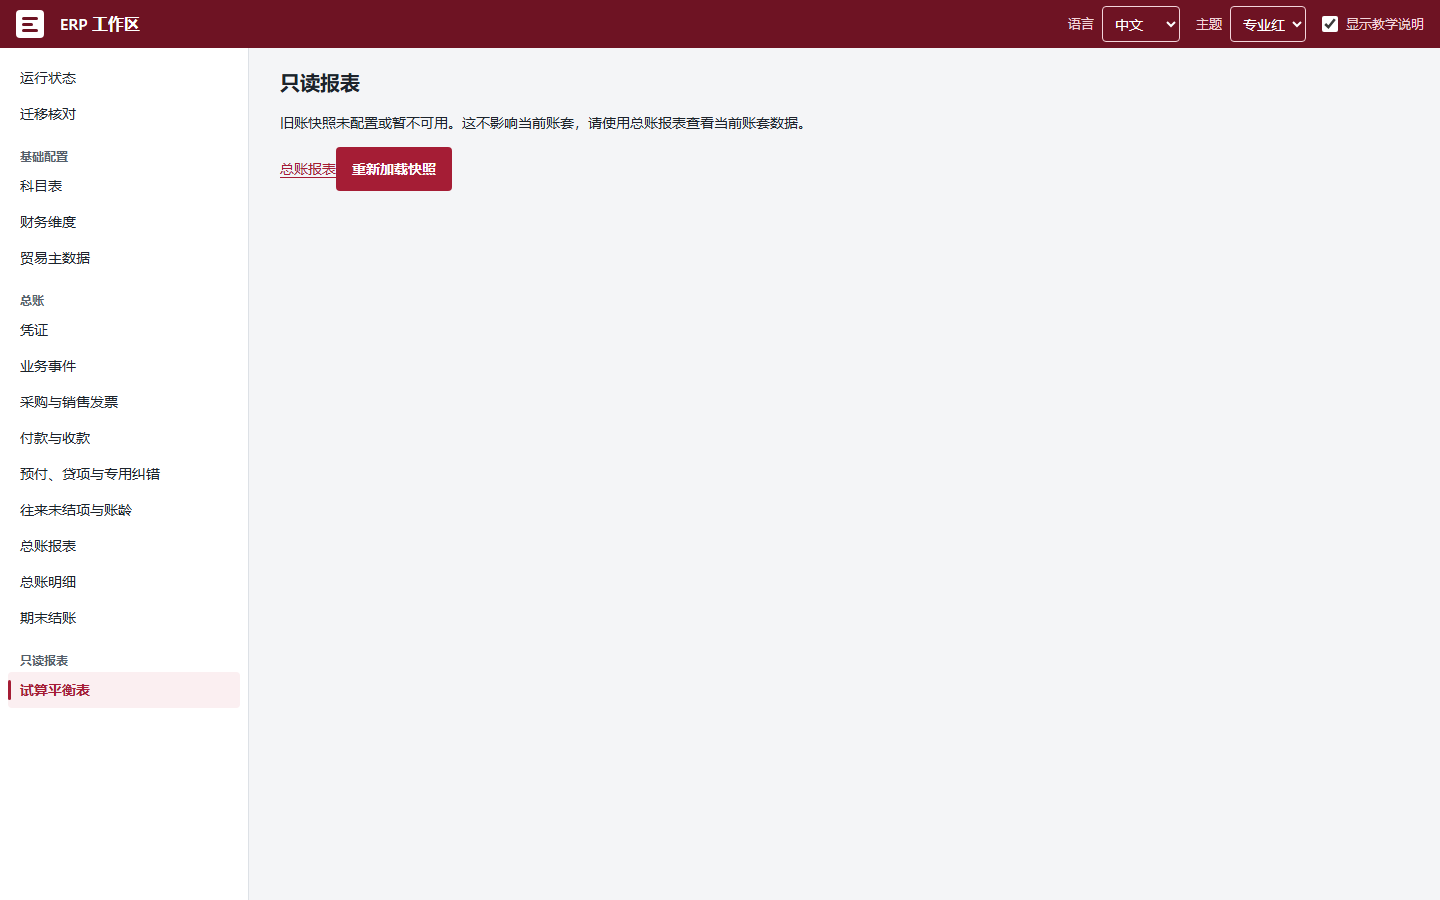 ERP 工作区
语言 中文 主题 专业红 显示教学说明
运行状态
迁移核对
基础配置
科目表
财务维度
贸易主数据
总账
凭证
业务事件
采购与销售发票
付款与收款
预付、贷项与专用纠错
往来未结项与账龄
总账报表
总账明细
期末结账
只读报表
试算平衡表
只读报表
旧账快照未配置或暂不可用。这不影响当前账套，请使用总账报表查看当前账套数据。
总账报表 重新加载快照